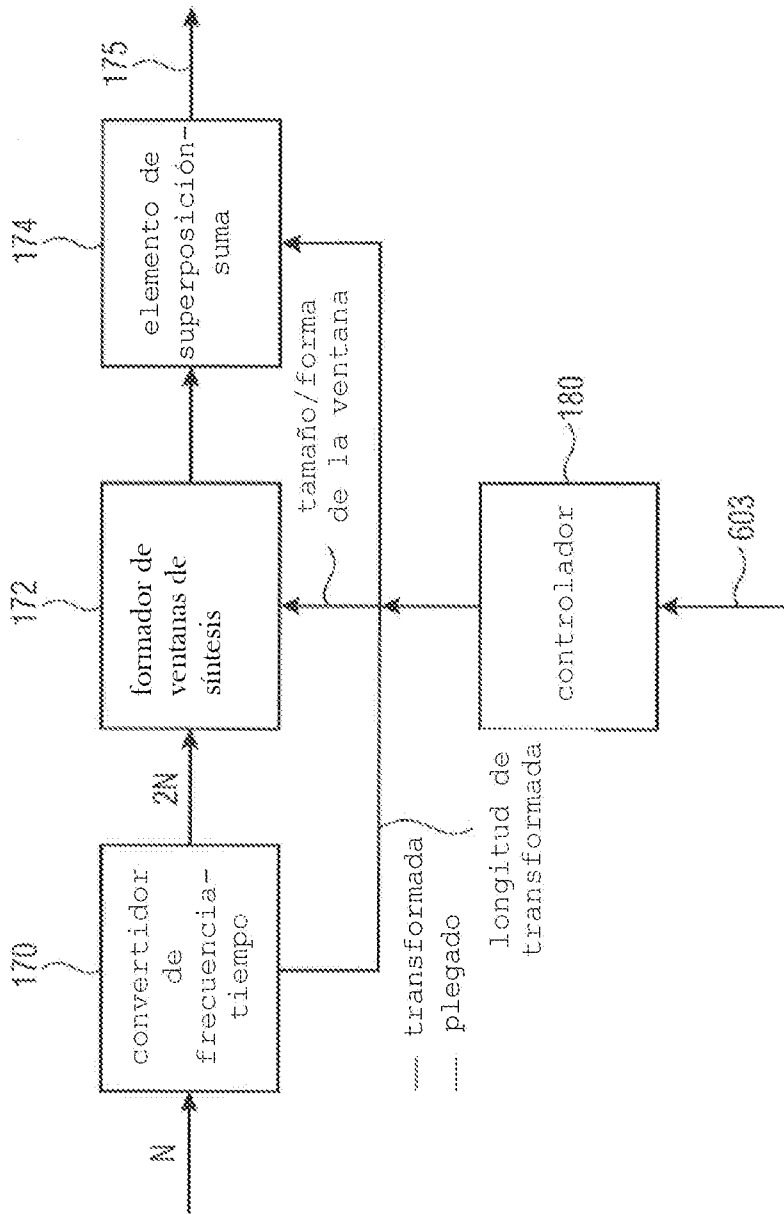 170
convertidor
de
frecuencia-
tiempo
N
2N
172
formador de
ventanas de
síntesis
174
elemento de
superposición-
suma
175
tamaño/forma
de la ventana
transformada
plegado
longitud de
transformada
controlador
180
603